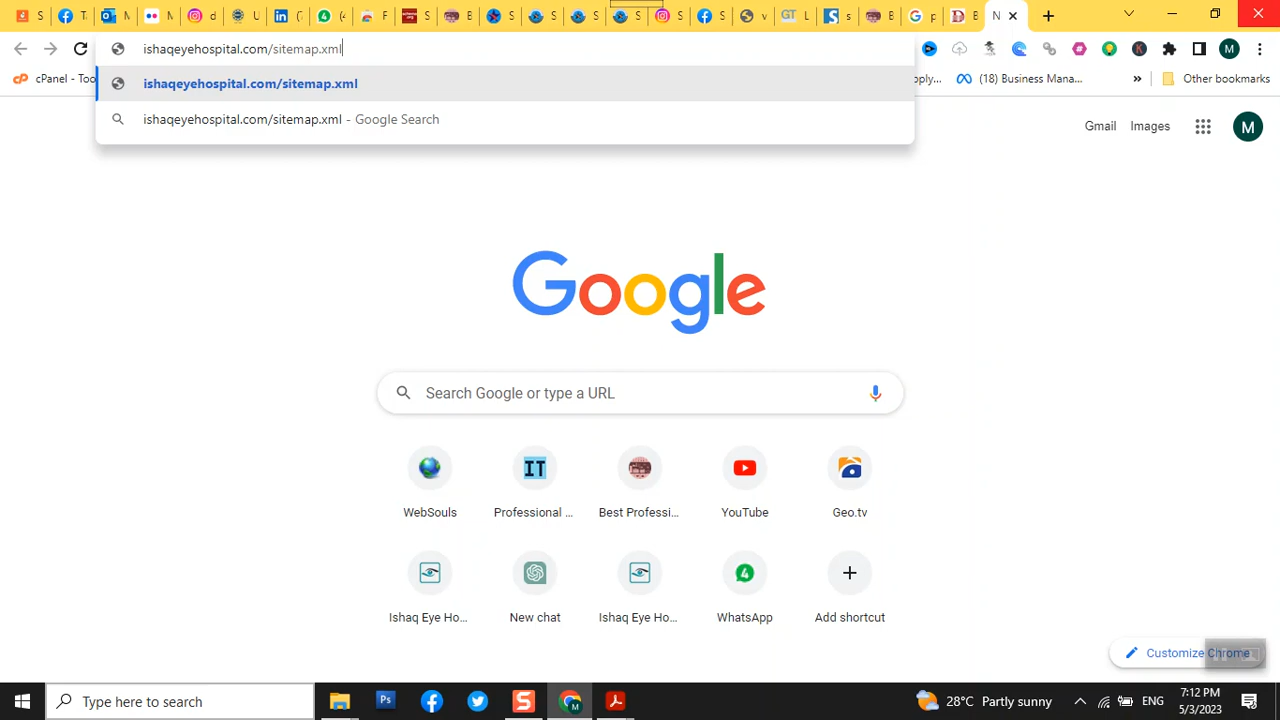 ishaqeyehospital.com/sitemap.xml
ishaqeyehospital.com/sitemap.xml
ishaqeyehospital.com/sitemap.xml - Google Search
cPanel - Too
(18) Business Mana...
»
Other bookmarks
Gmail
Images
M
Google
Search Google or type a URL
WebSouls
Professional ...
Best Professi...
YouTube
Geo.tv
Ishaq Eye Ho...
New chat
Ishaq Eye Ho...
WhatsApp
Add shortcut
Customize Chrome
Type here to search
28°C Partly sunny
ENG
7:12 PM
5/3/2023